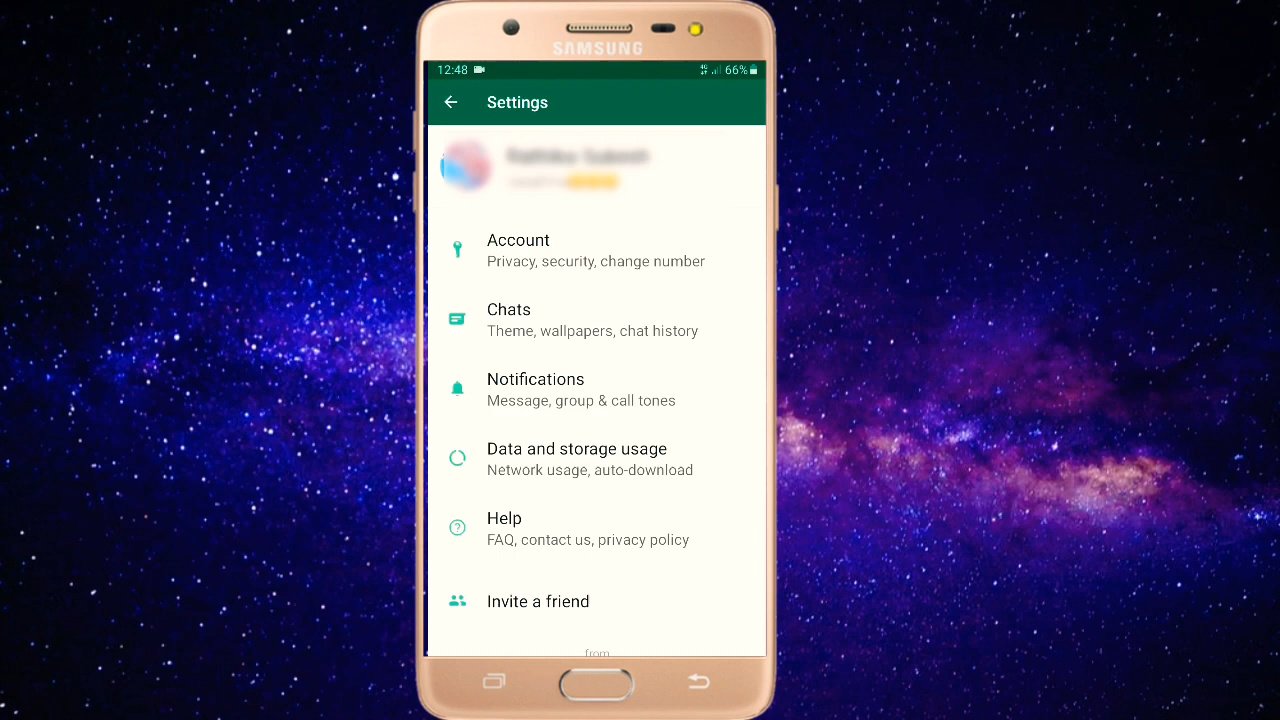 SAMSUNG
12:48
4G 66%
Settings
Account
Privacy, security, change number
Chats
Theme, wallpapers, chat history
Notifications
Message, group & call tones
Data and storage usage
Network usage, auto-download
Help
FAQ, contact us, privacy policy
Invite a friend
from